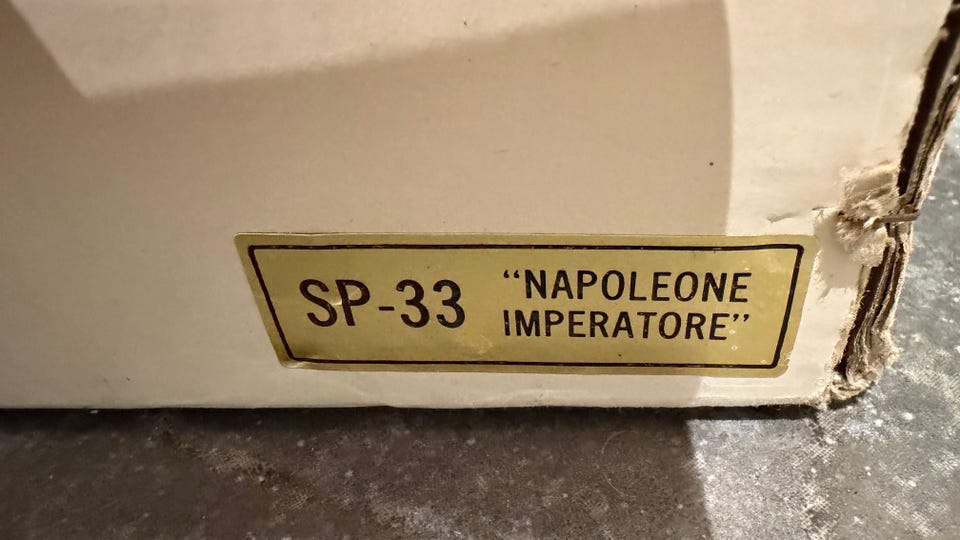 SP-33
“NAPOLEONE
IMPERATORE”